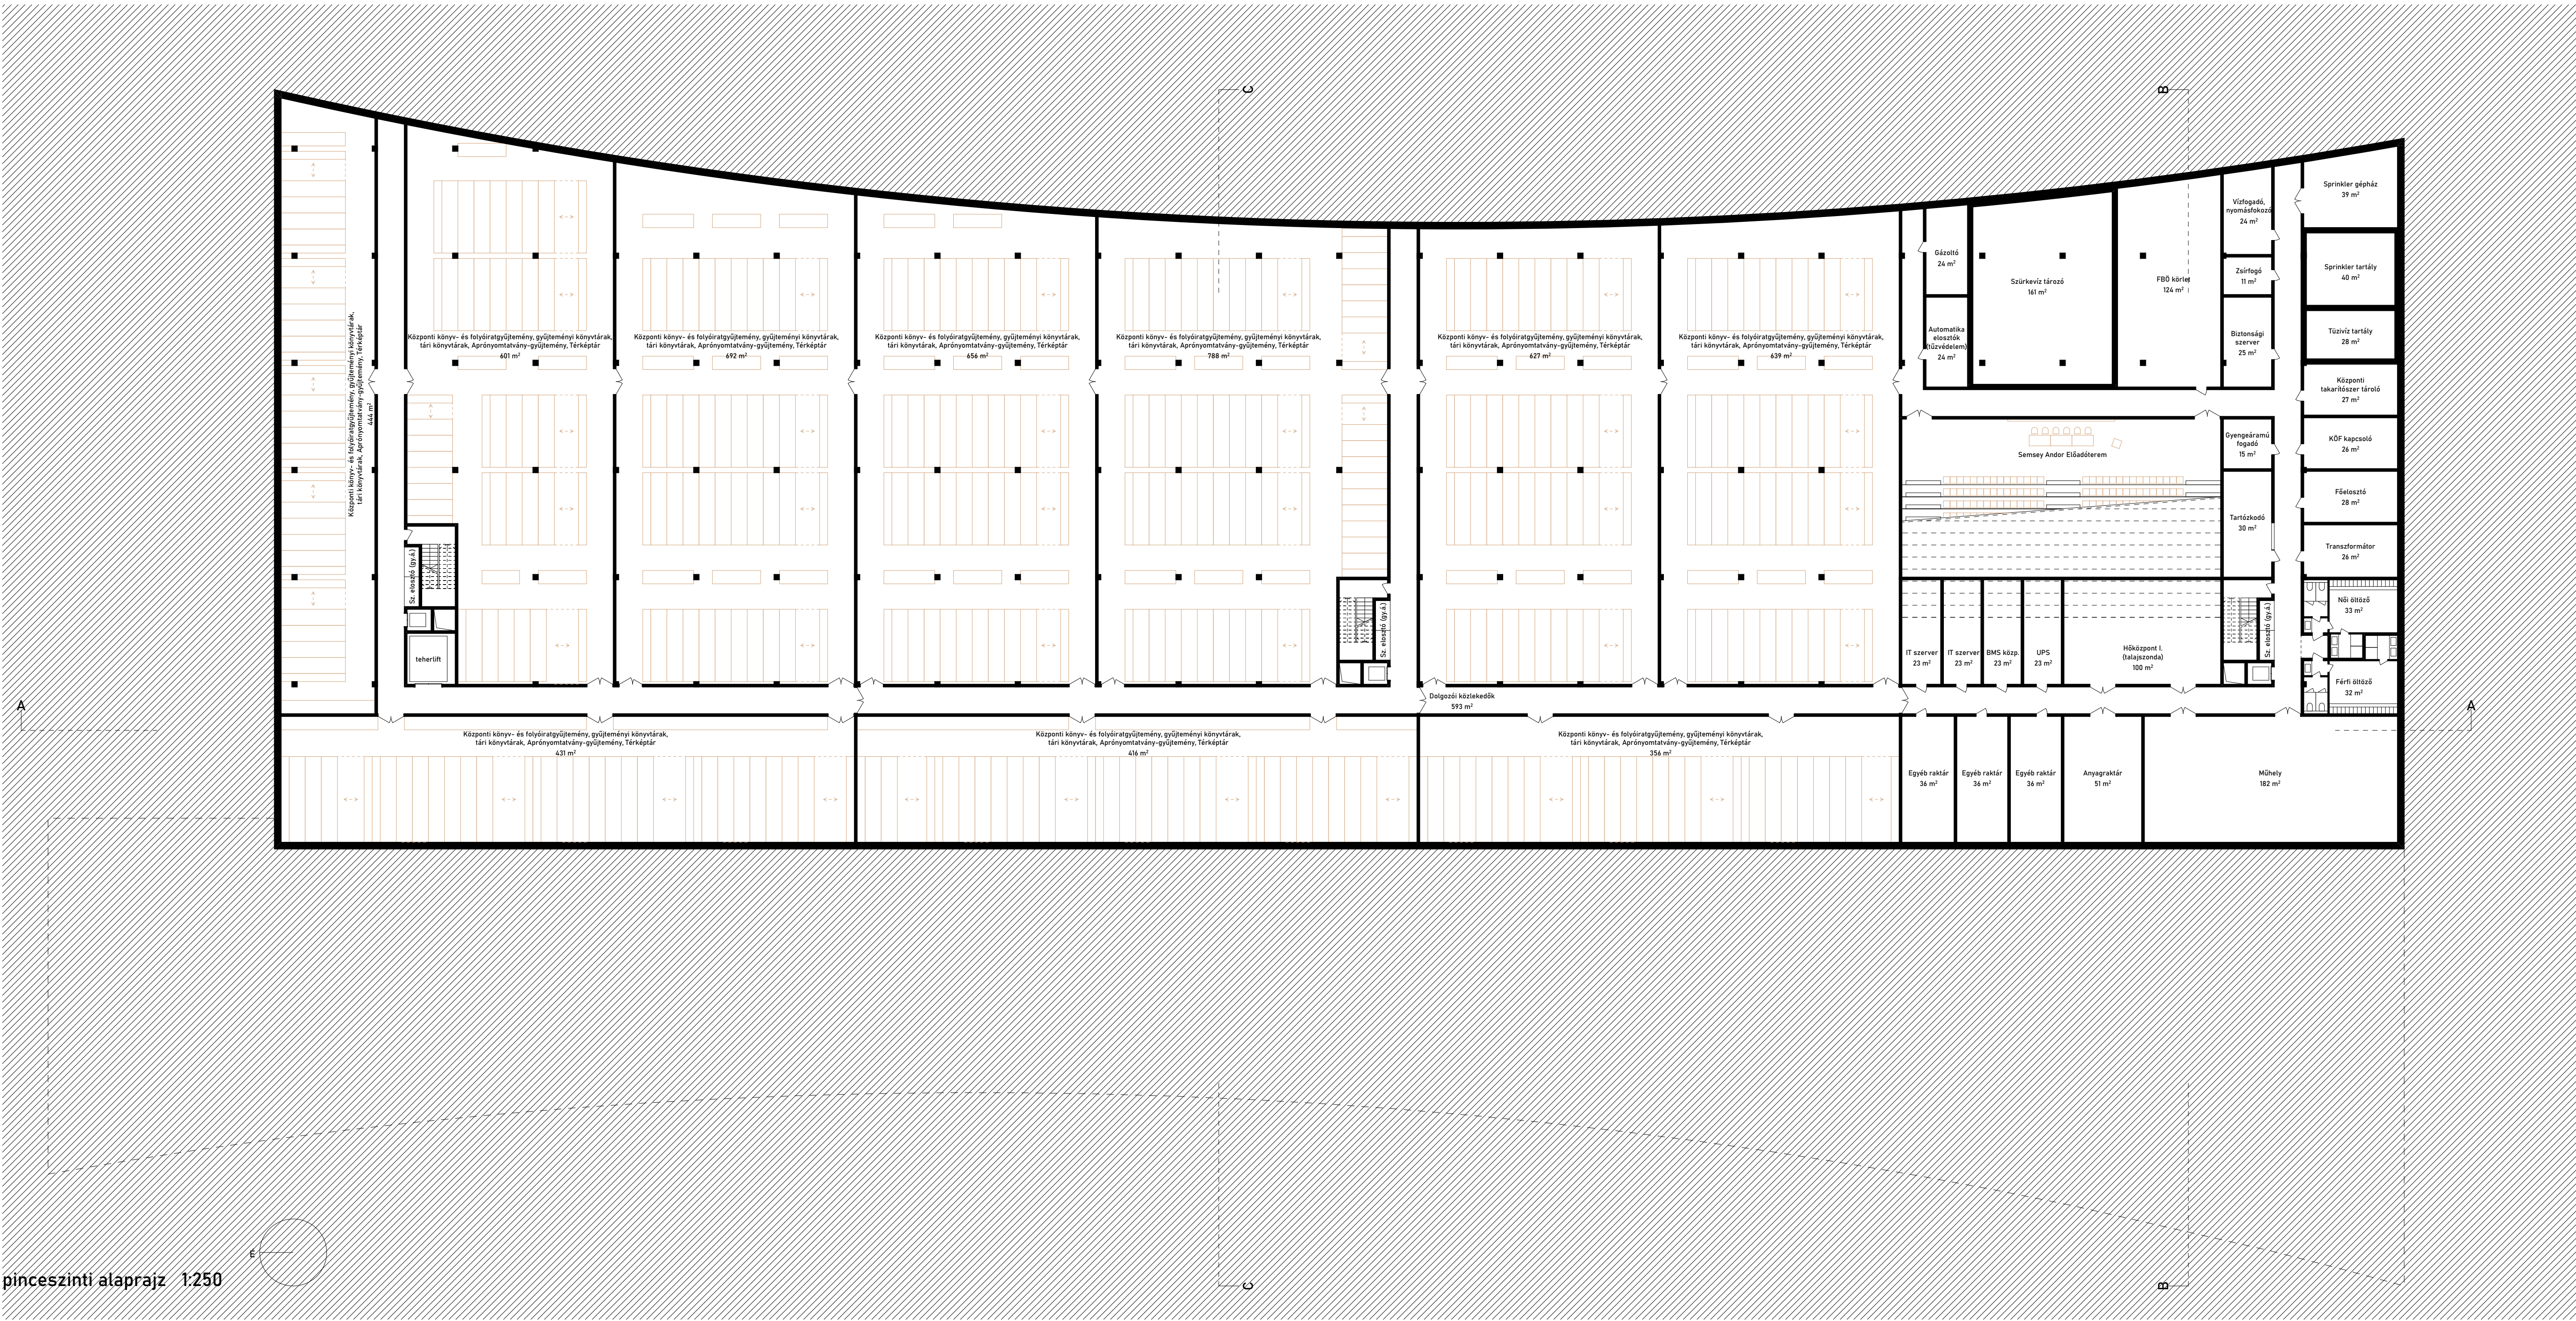 C
B
Sprinkler gépház
39 m²
Vízfogadó,
nyomásfokozó
24 m²
Gázoltó
24 m²
Szürkevíz tározó
161 m²
FBÖ körlet
124 m²
Zsírfogó
11 m²
Sprinkler tartály
40 m²
Automatika
elosztók
(tűzvédelem)
24 m²
Biztonsági
szerver
25 m²
Tüzivíz tartály
28 m²
Központi könyv- és folyóiratgyűjtemény, gyűjteményi könyvtárak,
tári könyvtárak, Aprónyomtatvány-gyűjtemény, Térképtár
444 m²
Központi könyv- és folyóiratgyűjtemény, gyűjteményi könyvtárak,
tári könyvtárak, Aprónyomtatvány-gyűjtemény, Térképtár
601 m²
Központi könyv- és folyóiratgyűjtemény, gyűjteményi könyvtárak,
tári könyvtárak, Aprónyomtatvány-gyűjtemény, Térképtár
692 m²
Központi könyv- és folyóiratgyűjtemény, gyűjteményi könyvtárak,
tári könyvtárak, Aprónyomtatvány-gyűjtemény, Térképtár
656 m²
Központi könyv- és folyóiratgyűjtemény, gyűjteményi könyvtárak,
tári könyvtárak, Aprónyomtatvány-gyűjtemény, Térképtár
788 m²
Központi könyv- és folyóiratgyűjtemény, gyűjteményi könyvtárak,
tári könyvtárak, Aprónyomtatvány-gyűjtemény, Térképtár
627 m²
Központi könyv- és folyóiratgyűjtemény, gyűjteményi könyvtárak,
tári könyvtárak, Aprónyomtatvány-gyűjtemény, Térképtár
639 m²
Központi
takarítószer tároló
27 m²
Gyengeáramú
fogadó
15 m²
KÖF kapcsoló
26 m²
Semsey Andor Előadóterem
Főelosztó
28 m²
Tartózkodó
30 m²
Transzformátor
26 m²
Sz. elosztó (gy.á.)
teherlift
Sz. elosztó (gy.á.)
IT szerver
23 m²
IT szerver
23 m²
BMS közp.
23 m²
UPS
23 m²
Hőközpont I.
(talajszonda)
100 m²
Sz. elosztó (gy.á.)
Női öltöző
33 m²
Férfi öltöző
32 m²
Dolgozói közlekedők
593 m²
A
A
Központi könyv- és folyóiratgyűjtemény, gyűjteményi könyvtárak,
tári könyvtárak, Aprónyomtatvány-gyűjtemény, Térképtár
431 m²
Központi könyv- és folyóiratgyűjtemény, gyűjteményi könyvtárak,
tári könyvtárak, Aprónyomtatvány-gyűjtemény, Térképtár
416 m²
Központi könyv- és folyóiratgyűjtemény, gyűjteményi könyvtárak,
tári könyvtárak, Aprónyomtatvány-gyűjtemény, Térképtár
356 m²
Egyéb raktár
36 m²
Egyéb raktár
36 m²
Egyéb raktár
36 m²
Anyagraktár
51 m²
Műhely
182 m²
É
pinceszinti alaprajz 1:250
C
B